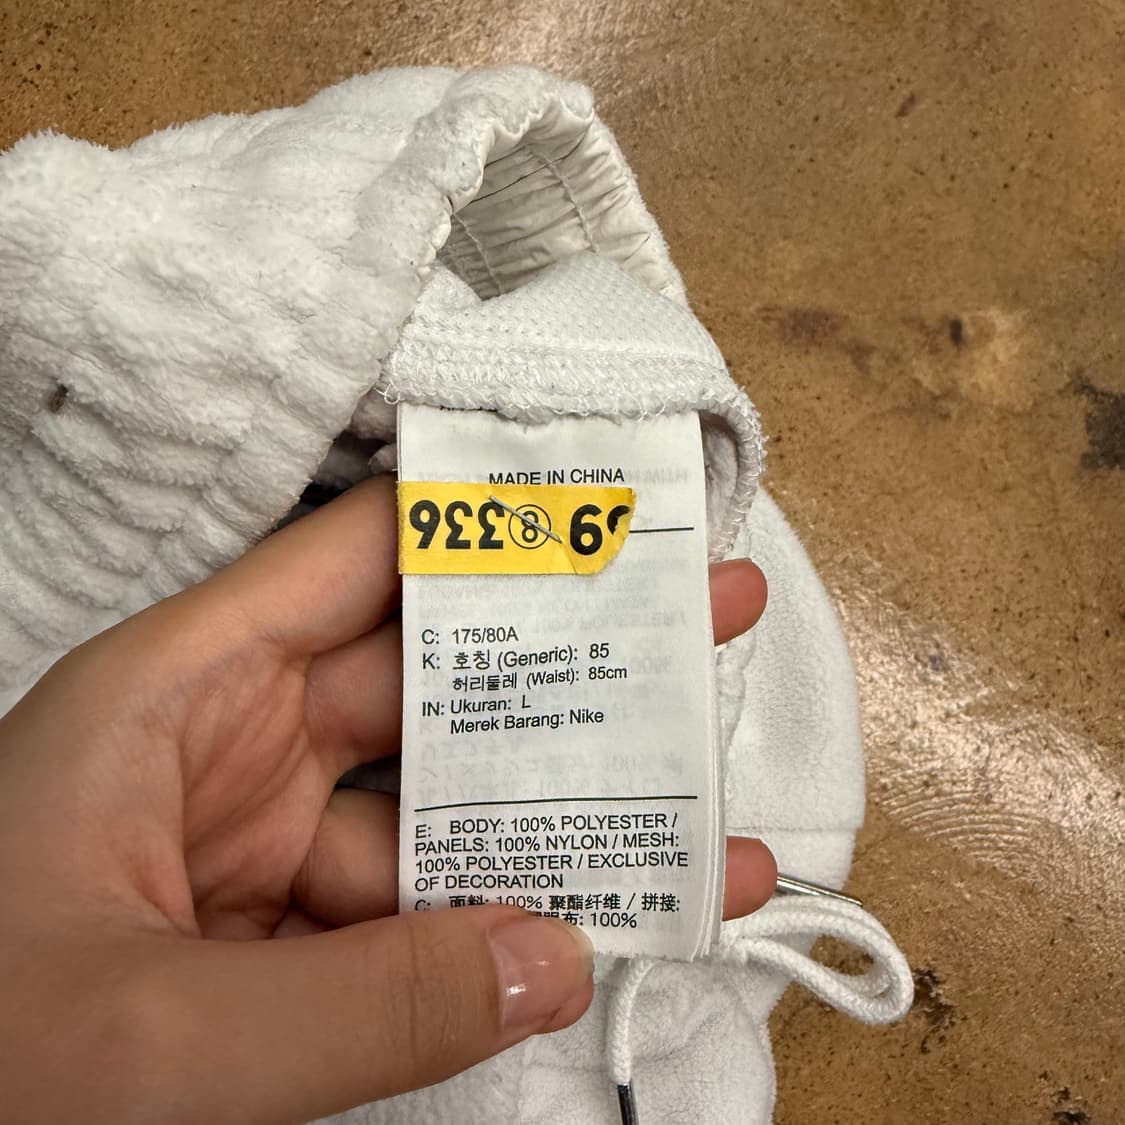 MADE IN CHINA
9 ⑧ 336
C: 175/80A
K: 호칭 (Generic): 85
허리둘레 (Waist): 85cm
IN: Ukuran: L
Merek Barang: Nike
E: BODY: 100% POLYESTER /
PANELS: 100% NYLON / MESH:
100% POLYESTER / EXCLUSIVE
OF DECORATION
C: 面料: 100% 聚酯纤维 / 拼接:
布: 100%